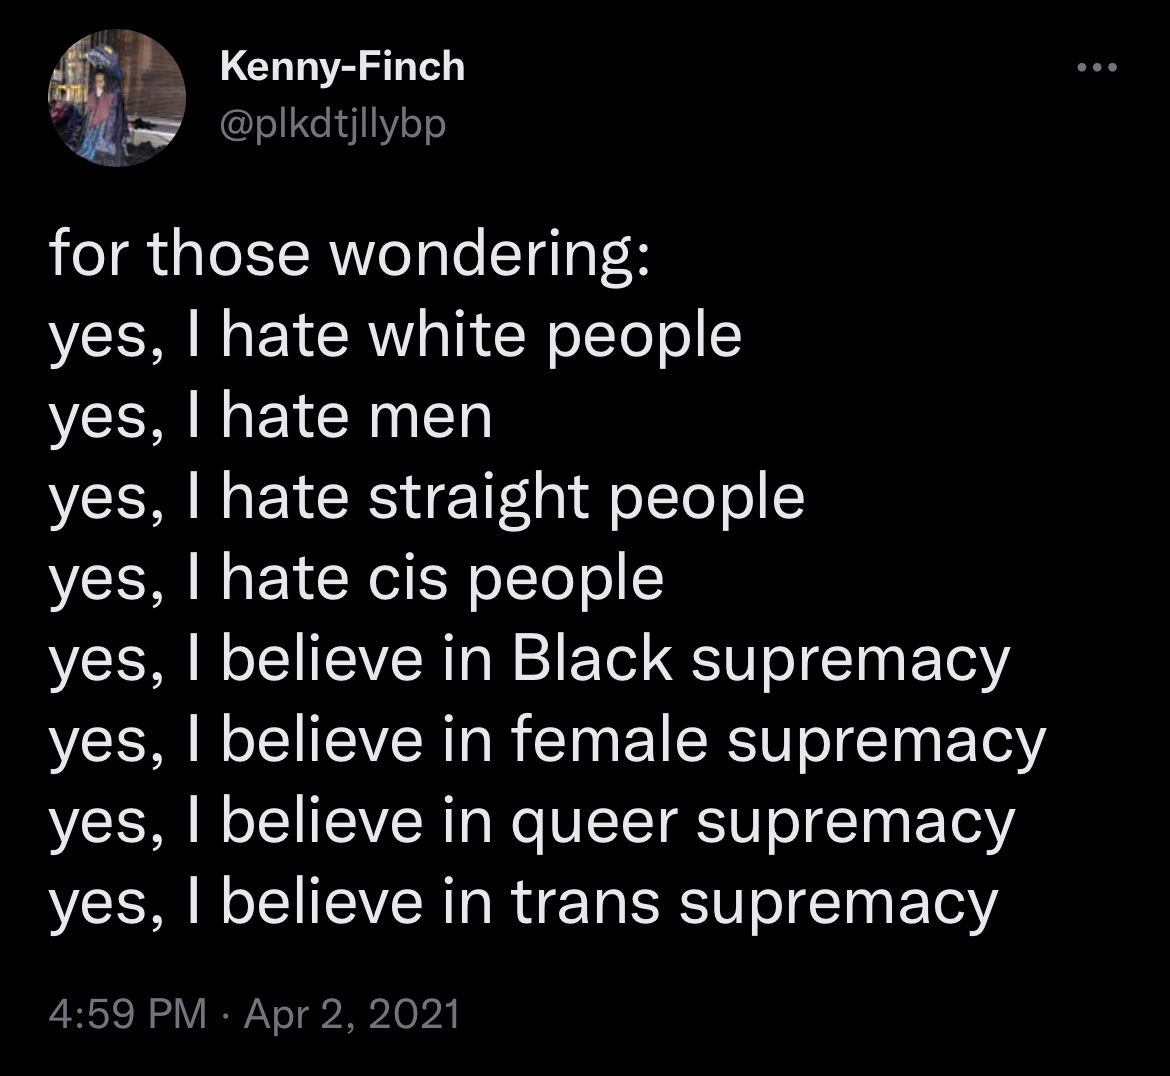 Kenny-Finch
@plkdtjllybp
for those wondering:
yes, I hate white people
yes, I hate men
yes, I hate straight people
yes, I hate cis people
yes, I believe in Black supremacy
yes, I believe in female supremacy
yes, I believe in queer supremacy
yes, I believe in trans supremacy
4:59 PM · Apr 2, 2021